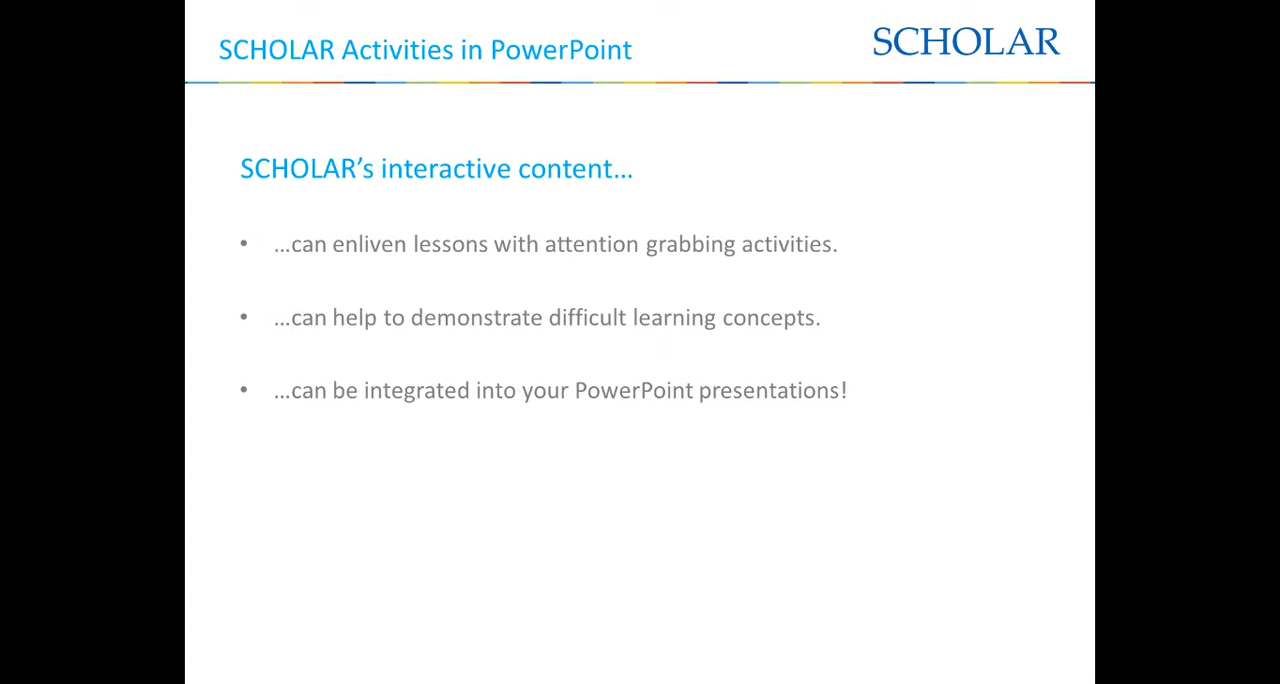 SCHOLAR Activities in PowerPoint
SCHOLAR
SCHOLAR’s interactive content…
• …can enliven lessons with attention grabbing activities.
• …can help to demonstrate difficult learning concepts.
• …can be integrated into your PowerPoint presentations!